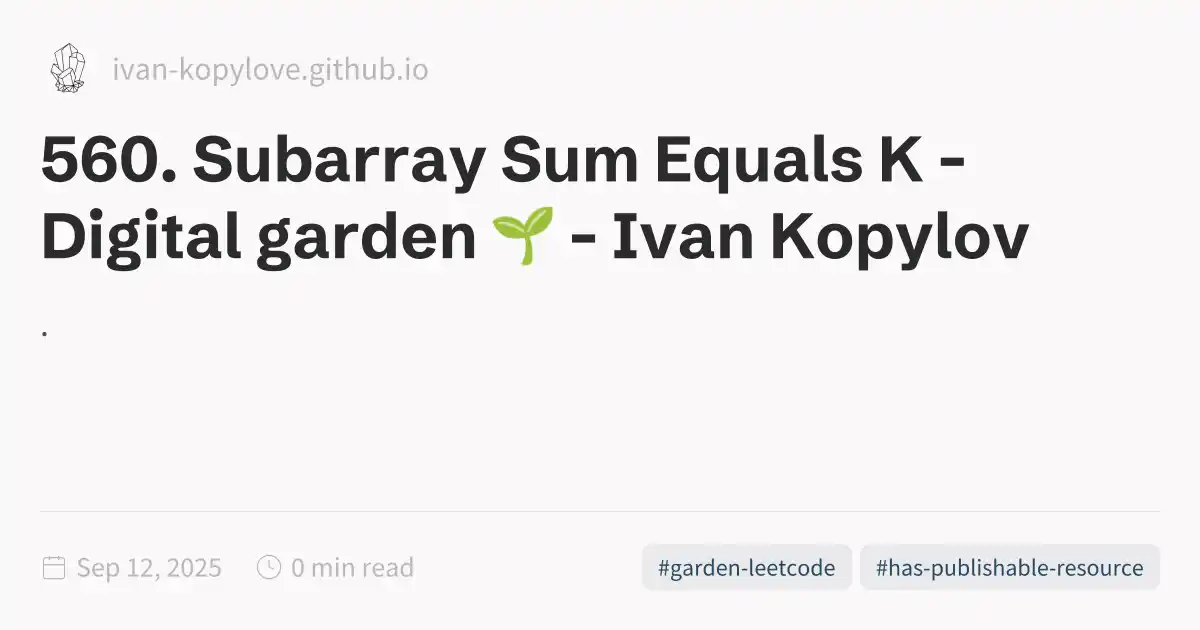 ivan-kopylove.github.io
560. Subarray Sum Equals K -
Digital garden 🌱 - Ivan Kopylov
.
Sep 12, 2025
0 min read
#garden-leetcode
#has-publishable-resource